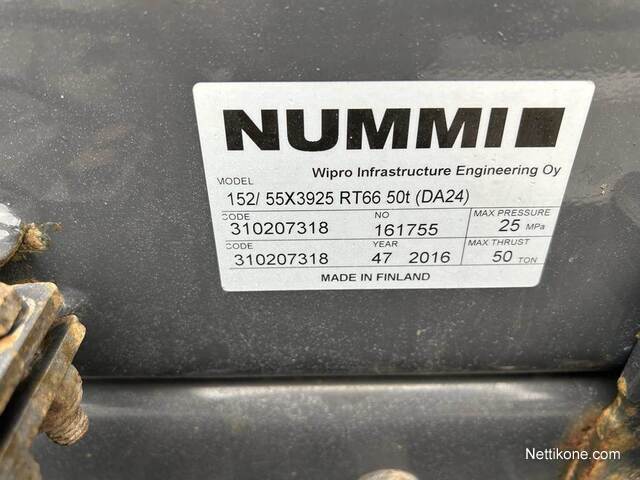 NUMMI
Wipro Infrastructure Engineering Oy
MODEL
152/ 55X3925 RT66 50t (DA24)
CODE NO MAX PRESSURE
310207318 161755 25 MPa
CODE YEAR MAX THRUST
310207318 47 2016 50 TON
MADE IN FINLAND
Nettikone.com